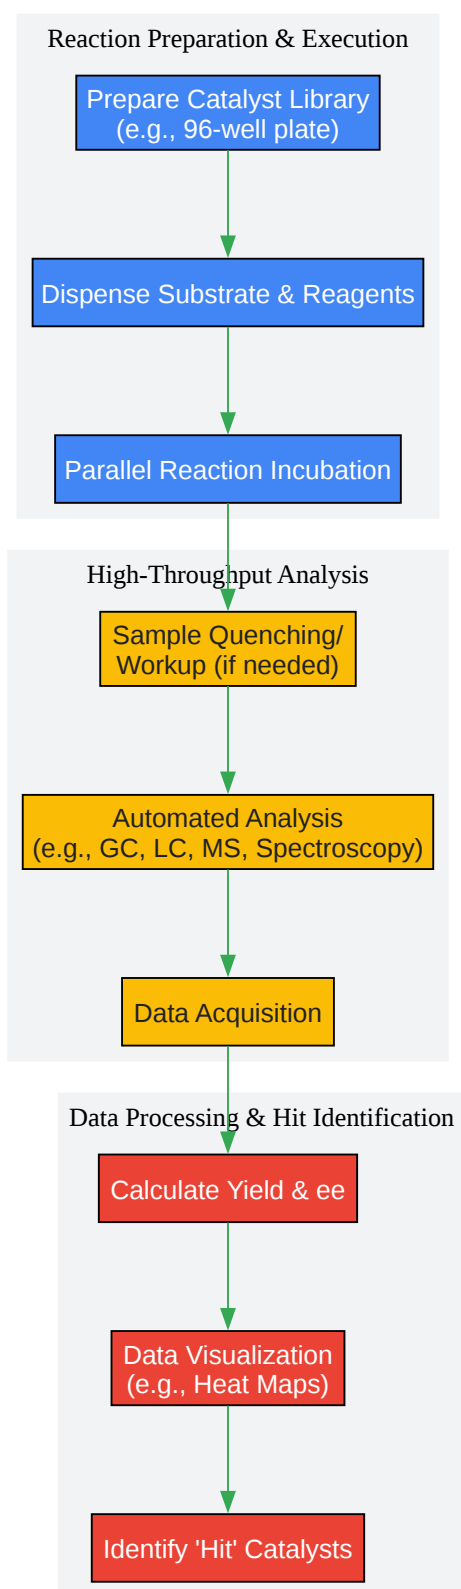 Reaction Preparation & Execution
Prepare Catalyst Library
(e.g., 96-well plate)
Dispense Substrate & Reagents
Parallel Reaction Incubation
High-Throughput Analysis
Sample Quenching/
Workup (if needed)
Automated Analysis
(e.g., GC, LC, MS, Spectroscopy)
Data Acquisition
Data Processing & Hit Identification
Calculate Yield & ee
Data Visualization
(e.g., Heat Maps)
Identify 'Hit' Catalysts